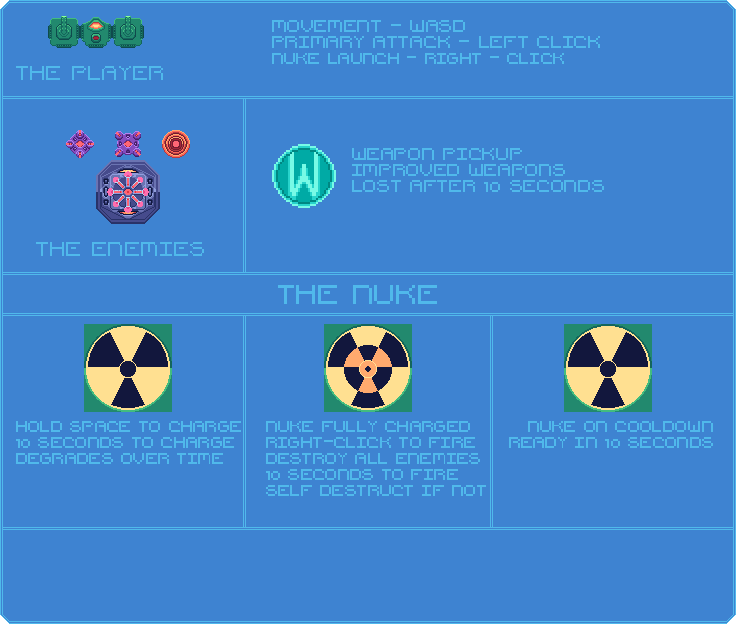 MOVEMENT - WASD
PRIMARY ATTACK - LEFT CLICK
NUKE LAUNCH - RIGHT - CLICK
THE PLAYER
W
WEAPON PICKUP
IMPROVED WEAPONS
LOST AFTER 10 SECONDS
THE ENEMIES
THE NUKE
HOLD SPACE TO CHARGE
10 SECONDS TO CHARGE
DEGRADES OVER TIME
NUKE FULLY CHARGED
RIGHT-CLICK TO FIRE
DESTROY ALL ENEMIES
10 SECONDS TO FIRE
SELF DESTRUCT IF NOT
NUKE ON COOLDOWN
READY IN 10 SECONDS